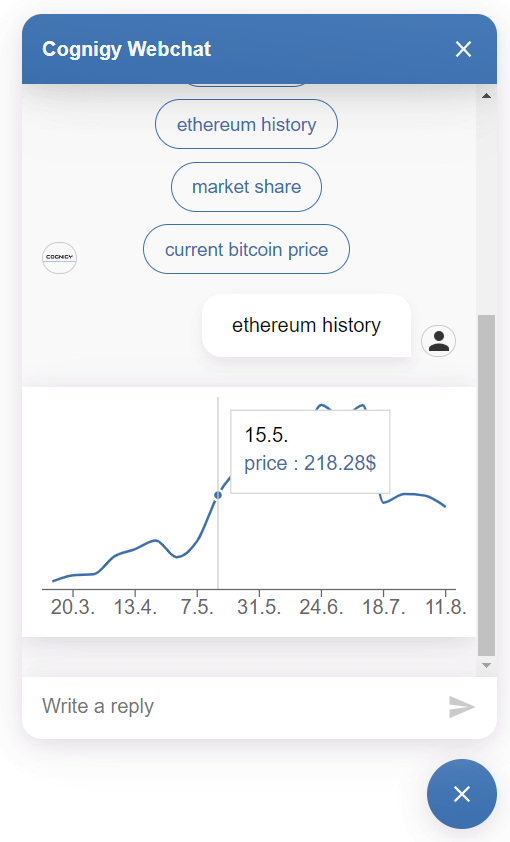 Cognigy Webchat
ethereum history
market share
current bitcoin price
COGNIGY
ethereum history
15.5.
price : 218.28$
20.3. 13.4. 7.5. 31.5. 24.6. 18.7. 11.8.
Write a reply